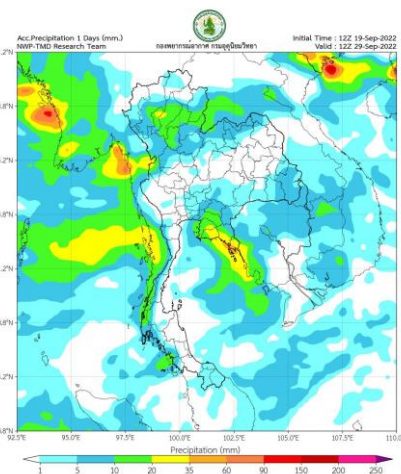 Acc.Precipitation 1 Days (mm.)
Initial Time : 12Z 19-Sep-2022
NWP-TMD Research Team
กองพยากรณ์อากาศ กรมอุตุนิยมวิทยา
Valid : 12Z 29-Sep-2022
92.5°E 95.0°E 97.5°E 100.0°E 102.5°E 105.0°E 107.5°E 110.0
Precipitation (mm)
1 5 10 20 35 60 90 150 200 250